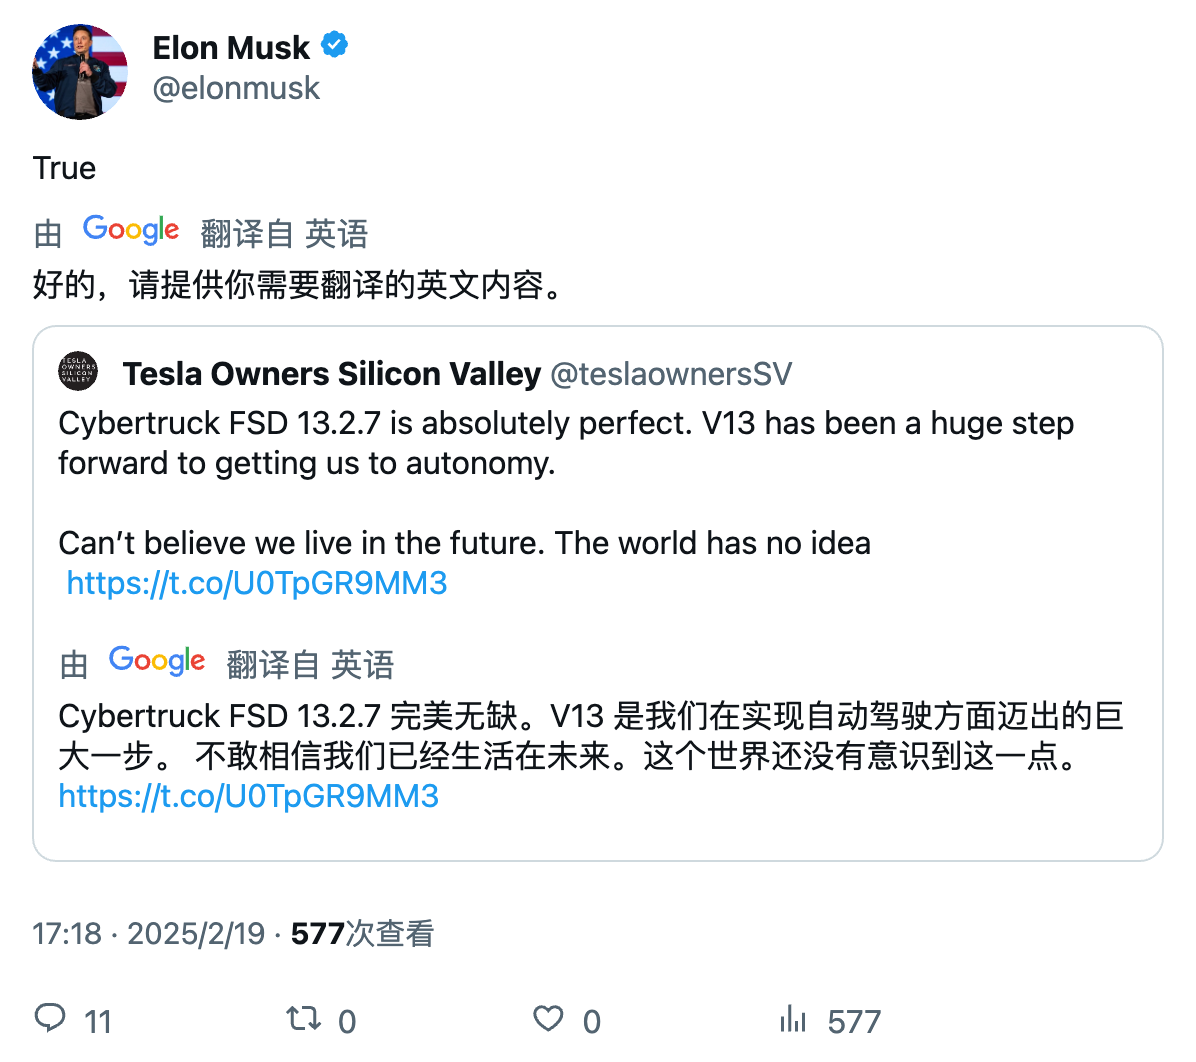 Elon Musk
@elonmusk
True
由 Google 翻译自 英语
好的，请提供你需要翻译的英文内容。
TESLA
OWNERS
SILICON
VALLEY
Tesla Owners Silicon Valley @teslaownersSV
Cybertruck FSD 13.2.7 is absolutely perfect. V13 has been a huge step
forward to getting us to autonomy.
Can’t believe we live in the future. The world has no idea
https://t.co/U0TpGR9MM3
由 Google 翻译自 英语
Cybertruck FSD 13.2.7 完美无缺。V13 是我们在实现自动驾驶方面迈出的巨
大一步。 不敢相信我们已经生活在未来。这个世界还没有意识到这一点。
https://t.co/U0TpGR9MM3
17:18 · 2025/2/19 · 577次查看
11 0 0 577